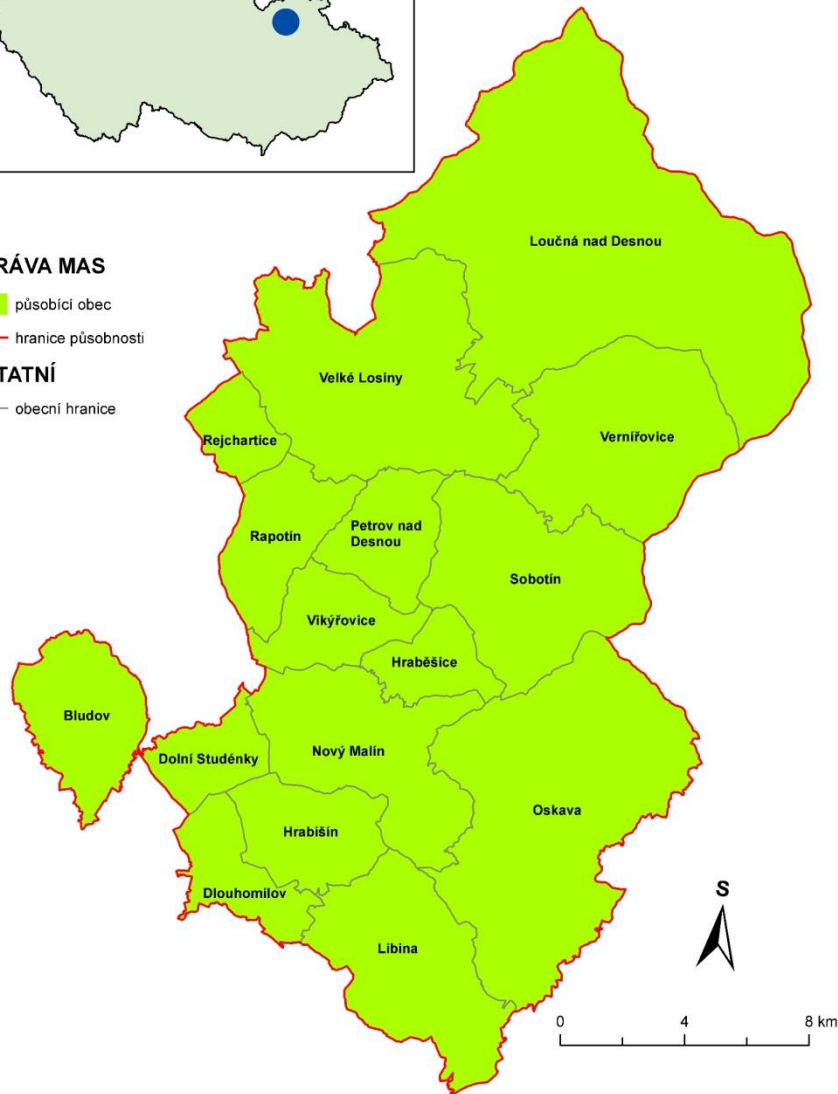 RÁVA MAS
působící obec
hranice působnosti
TATNÍ
obecní hranice
Loučná nad Desnou
Velké Losiny
Vernířovice
Rejchartice
Rapotín
Petrov nad
Desnou
Sobotín
Vikýřovice
Hraběšice
Bludov
Dolní Studénky
Nový Malín
Oskava
Hrabišín
Dlouhomilov
Libina
S
0 4 8 km